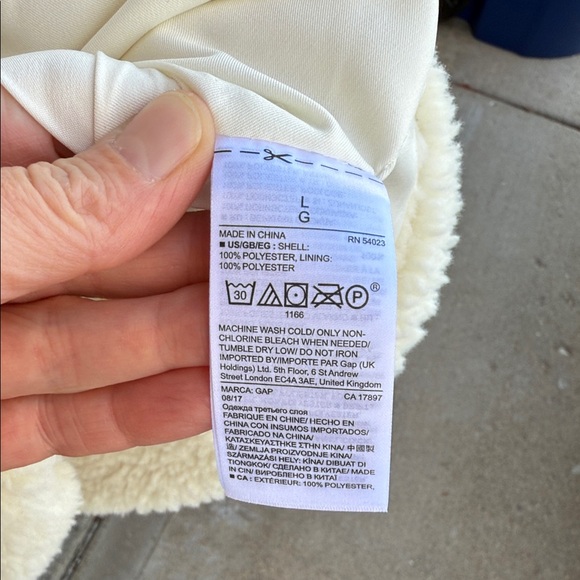 L
G
MADE IN CHINA RN 54023
■ US/GB/EG : SHELL:
100% POLYESTER, LINING:
100% POLYESTER
30 P ®
1166
MACHINE WASH COLD/ ONLY NON-
CHLORINE BLEACH WHEN NEEDED/
TUMBLE DRY LOW/ DO NOT IRON
IMPORTED BY/IMPORTE PAR Gap (UK
Holdings) Ltd. 5th Floor, 6 St Andrew
Street London EC4A 3AE, United Kingdom
MARCA: GAP CA 17897
08/17
Одежда третьего слоя
FABRIQUE EN CHINE/ HECHO EN
CHINA CON INSUMOS IMPORTADOS/
FABRICADO NA CHINA/
ΚΑΤΑΣΚΕΥΑΣΤΗΚΕ ΣΤΗΝ ΚΙΝΑ/ 中國製
造/ ZEMLJA PROIZVODNJE: KINA/
SZÁRMAZÁSI HELY: KÍNA/ DIBUAT DI
TIONGKOK/ СДЕЛАНО В КИТАЕ/ MADE
IN CIN/ ВИРОБЛЕНО В КИТАЇ
■ CA : EXTÉRIEUR: 100% POLYESTER,